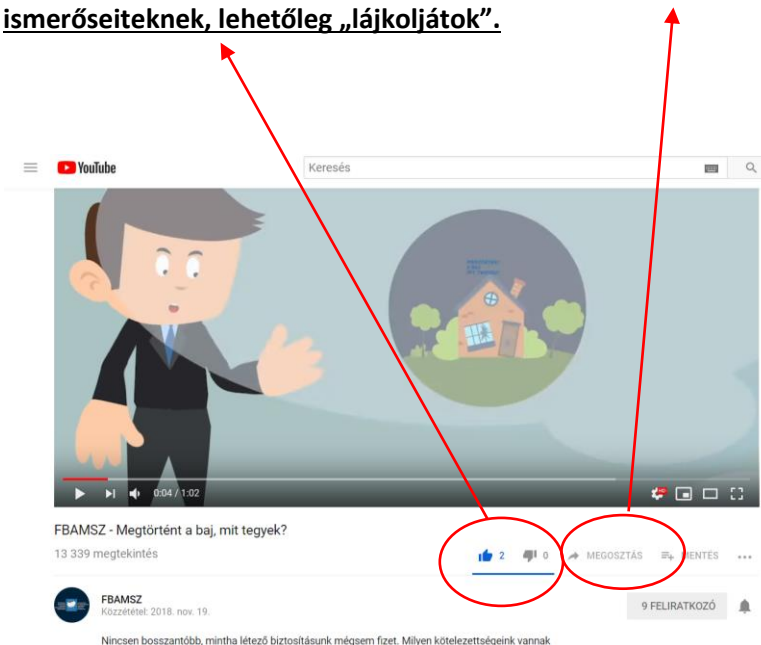 ismerőseiteknek, lehetőleg „lájkoljátok”.
YouTube
Keresés
0:04 / 1:02
HD
FBAMSZ - Megtörtént a baj, mit tegyek?
13 339 megtekintés
2 0 MEGOSZTÁS MENTÉS
FBAMSZ
Közzététel: 2018. nov. 19.
9 FELIRATKOZÓ
Nincsen bosszantóbb, mintha létező biztosításunk mégsem fizet. Milyen kötelezettségeink vannak